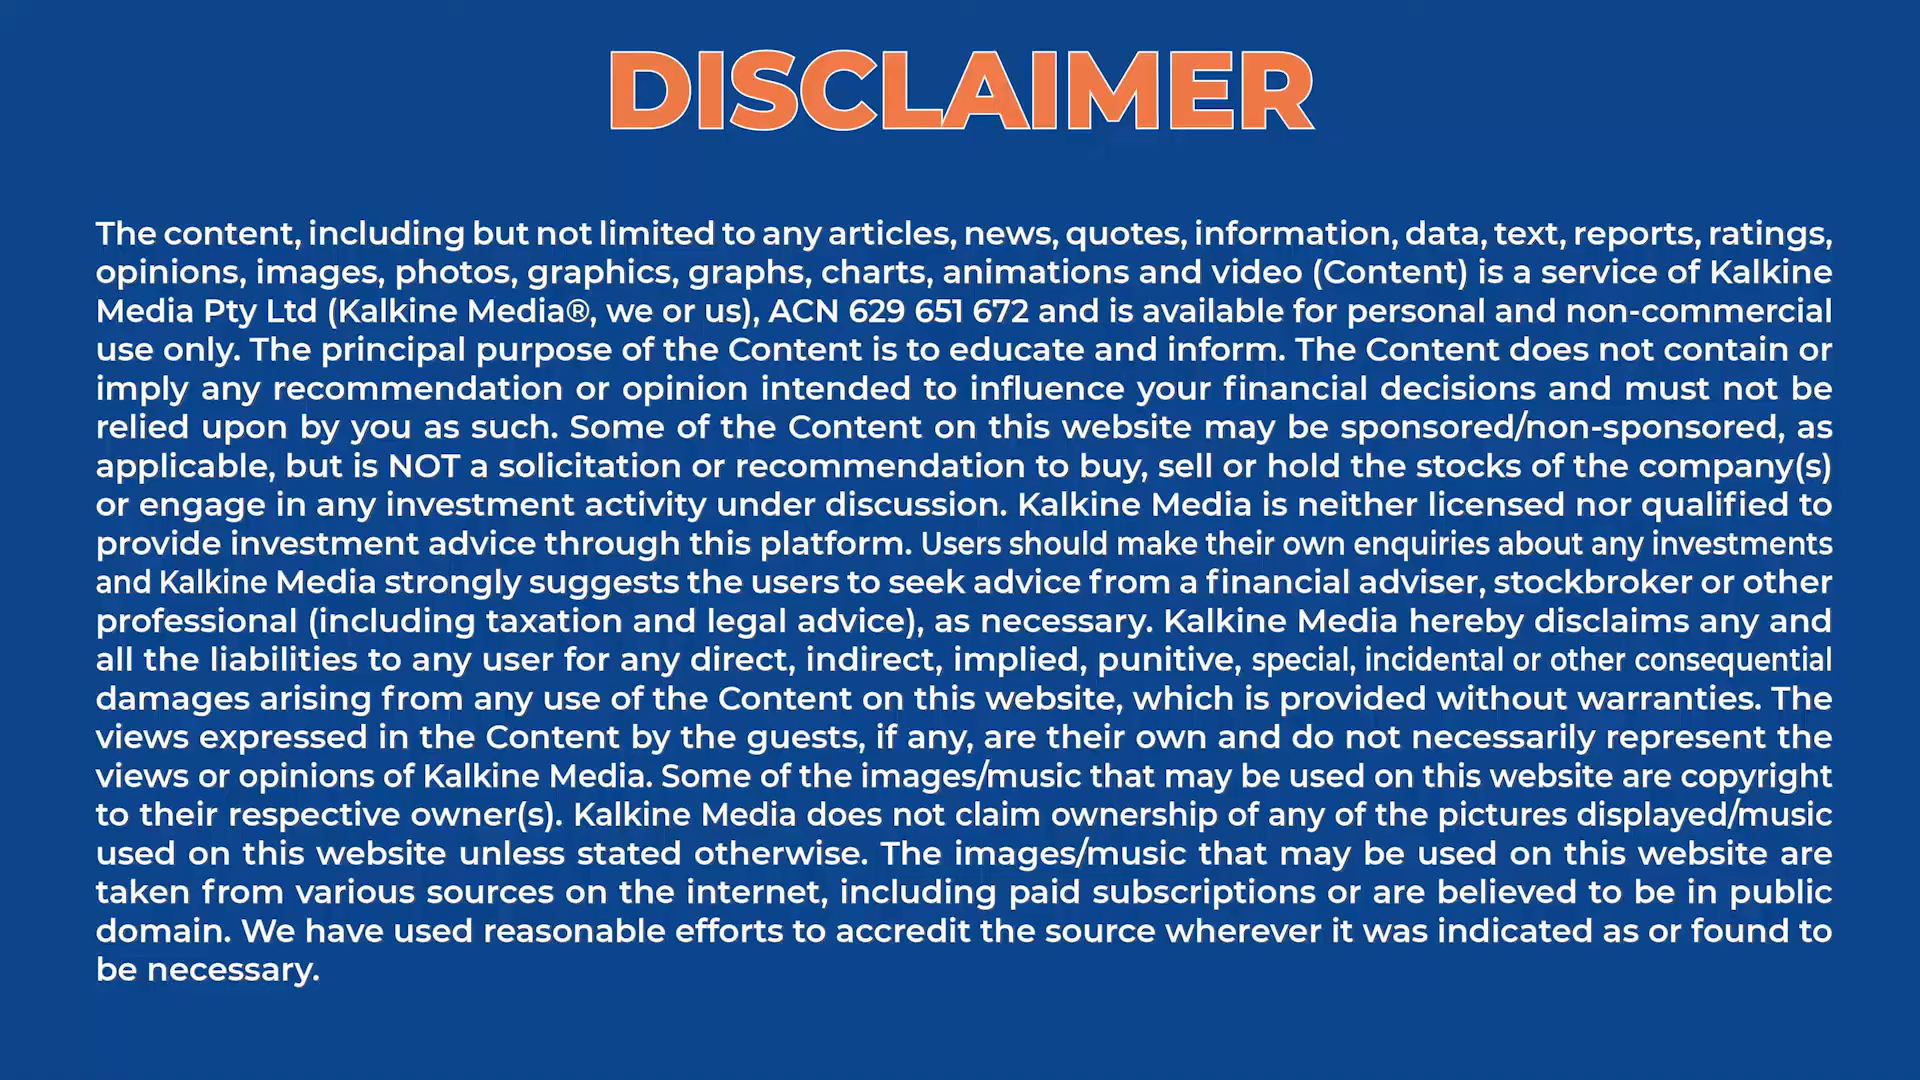 DISCLAIMER
The content, including but not limited to any articles, news, quotes, information, data, text, reports, ratings,
opinions, images, photos, graphics, graphs, charts, animations and video (Content) is a service of Kalkine
Media Pty Ltd (Kalkine Media®, we or us), ACN 629 651 672 and is available for personal and non-commercial
use only. The principal purpose of the Content is to educate and inform. The Content does not contain or
imply any recommendation or opinion intended to influence your financial decisions and must not be
relied upon by you as such. Some of the Content on this website may be sponsored/non-sponsored, as
applicable, but is NOT a solicitation or recommendation to buy, sell or hold the stocks of the company(s)
or engage in any investment activity under discussion. Kalkine Media is neither licensed nor qualified to
provide investment advice through this platform. Users should make their own enquiries about any investments
and Kalkine Media strongly suggests the users to seek advice from a financial adviser, stockbroker or other
professional (including taxation and legal advice), as necessary. Kalkine Media hereby disclaims any and
all the liabilities to any user for any direct, indirect, implied, punitive, special, incidental or other consequential
damages arising from any use of the Content on this website, which is provided without warranties. The
views expressed in the Content by the guests, if any, are their own and do not necessarily represent the
views or opinions of Kalkine Media. Some of the images/music that may be used on this website are copyright
to their respective owner(s). Kalkine Media does not claim ownership of any of the pictures displayed/music
used on this website unless stated otherwise. The images/music that may be used on this website are
taken from various sources on the internet, including paid subscriptions or are believed to be in public
domain. We have used reasonable efforts to accredit the source wherever it was indicated as or found to
be necessary.